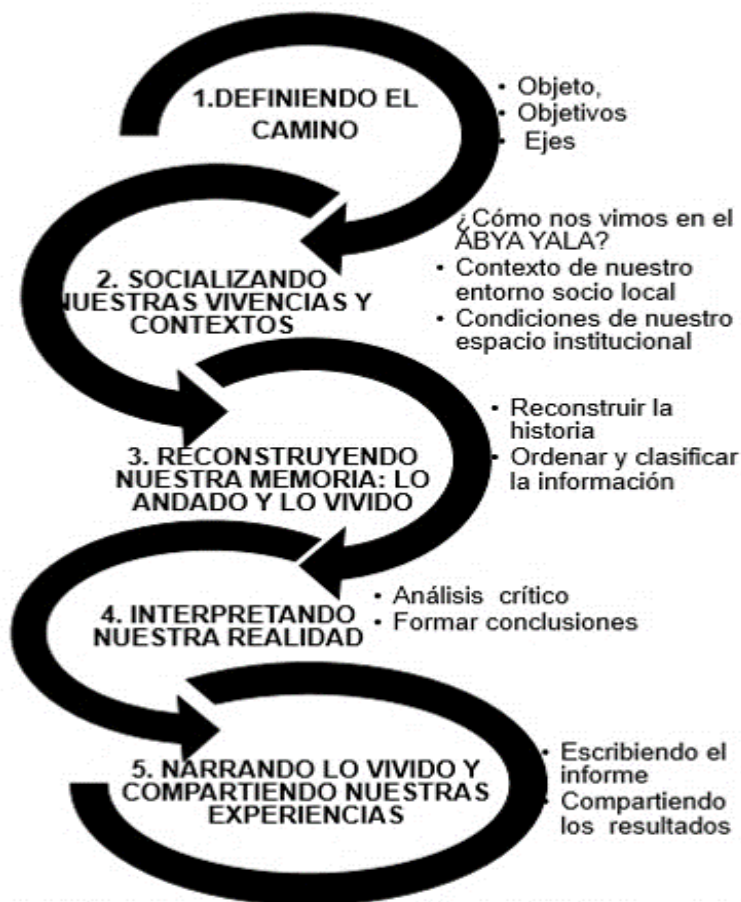 1.DEFINIENDO EL
CAMINO
• Objeto,
• Objetivos
• Ejes
2. SOCIALIZANDO
NUESTRAS VIVENCIAS Y
CONTEXTOS
¿Cómo nos vimos en el
ABYA YALA?
• Contexto de nuestro
entorno socio local
• Condiciones de nuestro
espacio institucional
3. RECONSTRUYENDO
NUESTRA MEMORIA: LO
ANDADO Y LO VIVIDO
• Reconstruir la
historia
• Ordenar y clasificar
la información
4. INTERPRETANDO
NUESTRA REALIDAD
• Análisis crítico
• Formar conclusiones
5. NARRANDO LO VIVIDO Y
COMPARTIENDO NUESTRAS
EXPERIENCIAS
• Escribiendo el
informe
• Compartiendo
los resultados